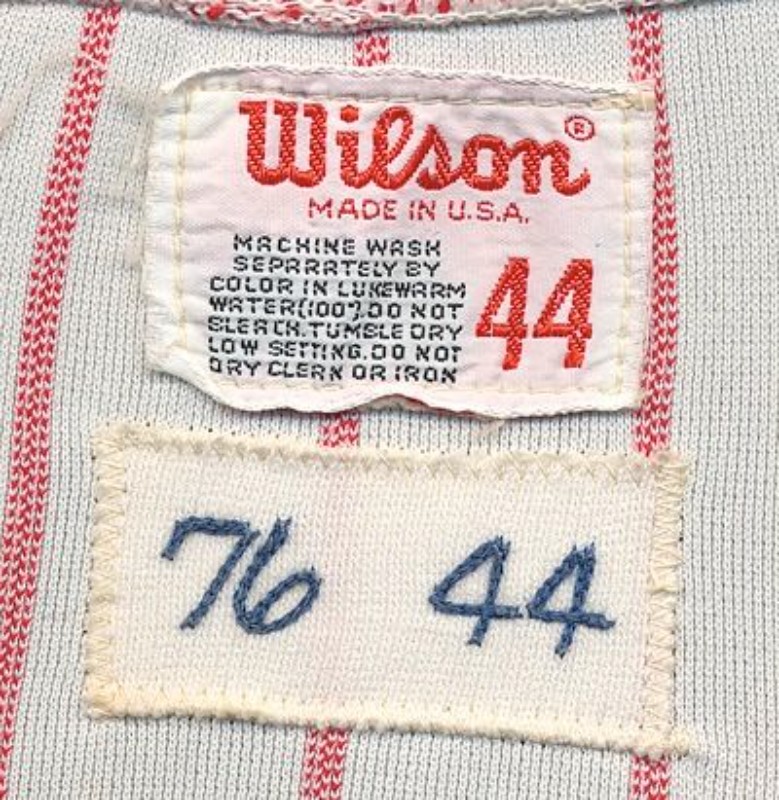 Wilson®
MADE IN U.S.A.
MACHINE WASH
SEPARATELY BY
COLOR IN LUKEWARM
WATER(100°).DO NOT
BLEACH.TUMBLE DRY
LOW SETTING.DO NOT
DRY CLEAN OR IRON
44
76 44